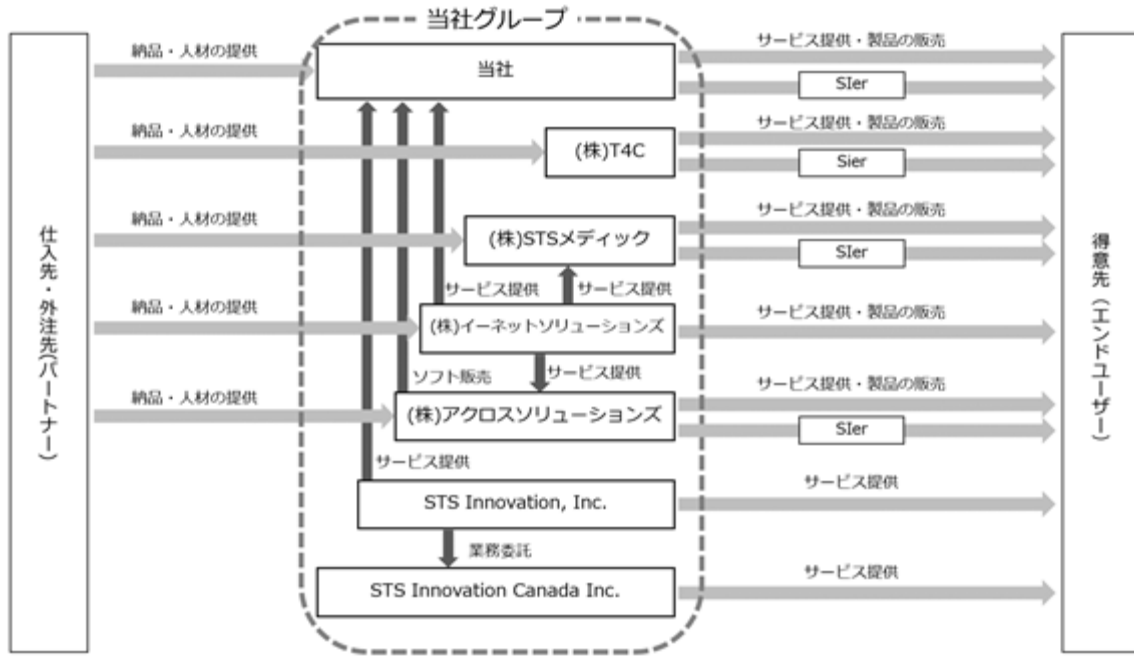 当社グループ
納品・人材の提供
当社
サービス提供・製品の販売
SIer
納品・人材の提供
(株)T4C
サービス提供・製品の販売
Sier
納品・人材の提供
(株)STSメディック
サービス提供・製品の販売
SIer
サービス提供
サービス提供
納品・人材の提供
(株)イーネットソリューションズ
サービス提供・製品の販売
サービス提供
ソフト販売
納品・人材の提供
(株)アクロスソリューションズ
サービス提供・製品の販売
SIer
サービス提供
STS Innovation, Inc.
サービス提供
業務委託
STS Innovation Canada Inc.
サービス提供
仕入先・外注先(パートナー)
得意先(エンドユーザー)